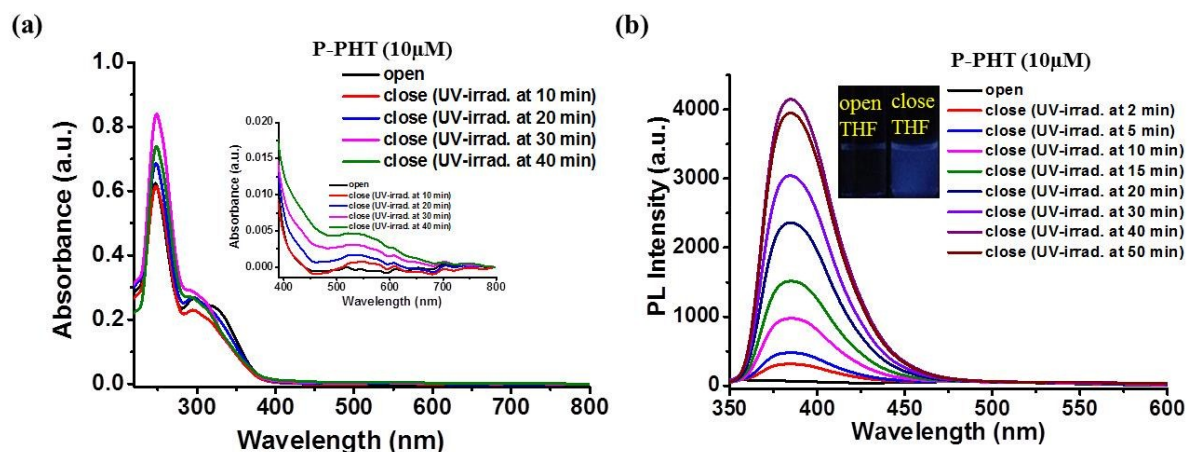 (a)
P-PHT (10μM)
open
close (UV-irrad. at 10 min)
close (UV-irrad. at 20 min)
close (UV-irrad. at 30 min)
close (UV-irrad. at 40 min)
1.0
0.8
0.6
0.4
0.2
0.0
Absorbance (a.u.)
300
400
500
600
700
800
Wavelength (nm)
0.020
0.015
0.010
0.005
0.000
Absorbance (a.u.)
open
close (UV-irrad. at 10 min)
close (UV-irrad. at 20 min)
close (UV-irrad. at 30 min)
close (UV-irrad. at 40 min)
400
500
600
700
800
Wavelength (nm)
(b)
P-PHT (10μM)
open
close (UV-irrad. at 2 min)
close (UV-irrad. at 5 min)
close (UV-irrad. at 10 min)
close (UV-irrad. at 15 min)
close (UV-irrad. at 20 min)
close (UV-irrad. at 30 min)
close (UV-irrad. at 40 min)
close (UV-irrad. at 50 min)
open close
THF THF
4000
3000
2000
1000
0
PL Intensity (a.u.)
350
400
450
500
550
600
Wavelength (nm)